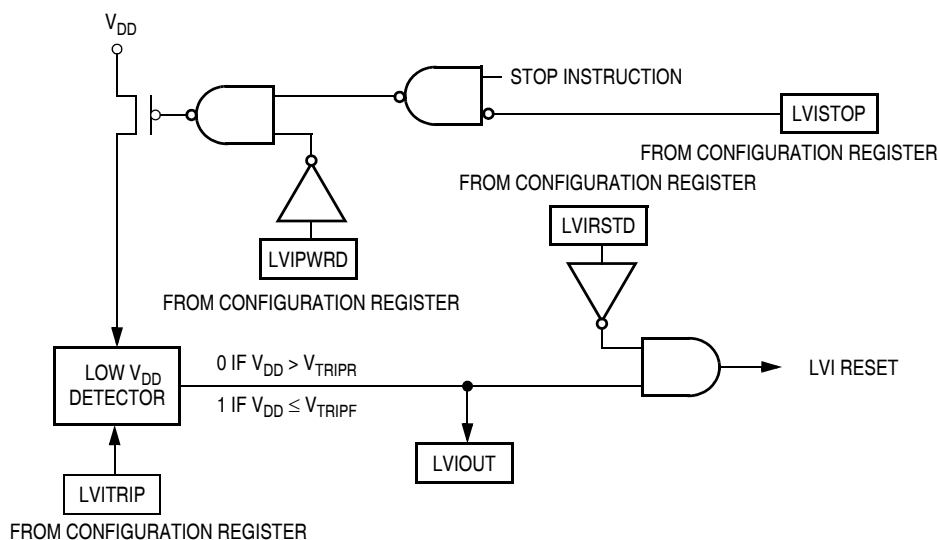 VDD
STOP INSTRUCTION
LVISTOP
FROM CONFIGURATION REGISTER
FROM CONFIGURATION REGISTER
LVIRSTD
LVIPWRD
FROM CONFIGURATION REGISTER
LOW VDD
DETECTOR
0 IF VDD > VTRIPR
1 IF VDD ≤ VTRIPF
LVI RESET
LVIOUT
LVITRIP
FROM CONFIGURATION REGISTER